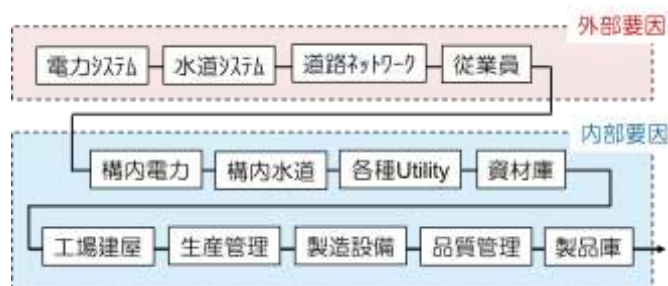 外部要因
電力ｼｽﾃﾑ 水道ｼｽﾃﾑ 道路ﾈｯﾄﾜｰｸ 従業員
内部要因
構内電力 構内水道 各種Utility 資材庫
工場建屋 生産管理 製造設備 品質管理 製品庫